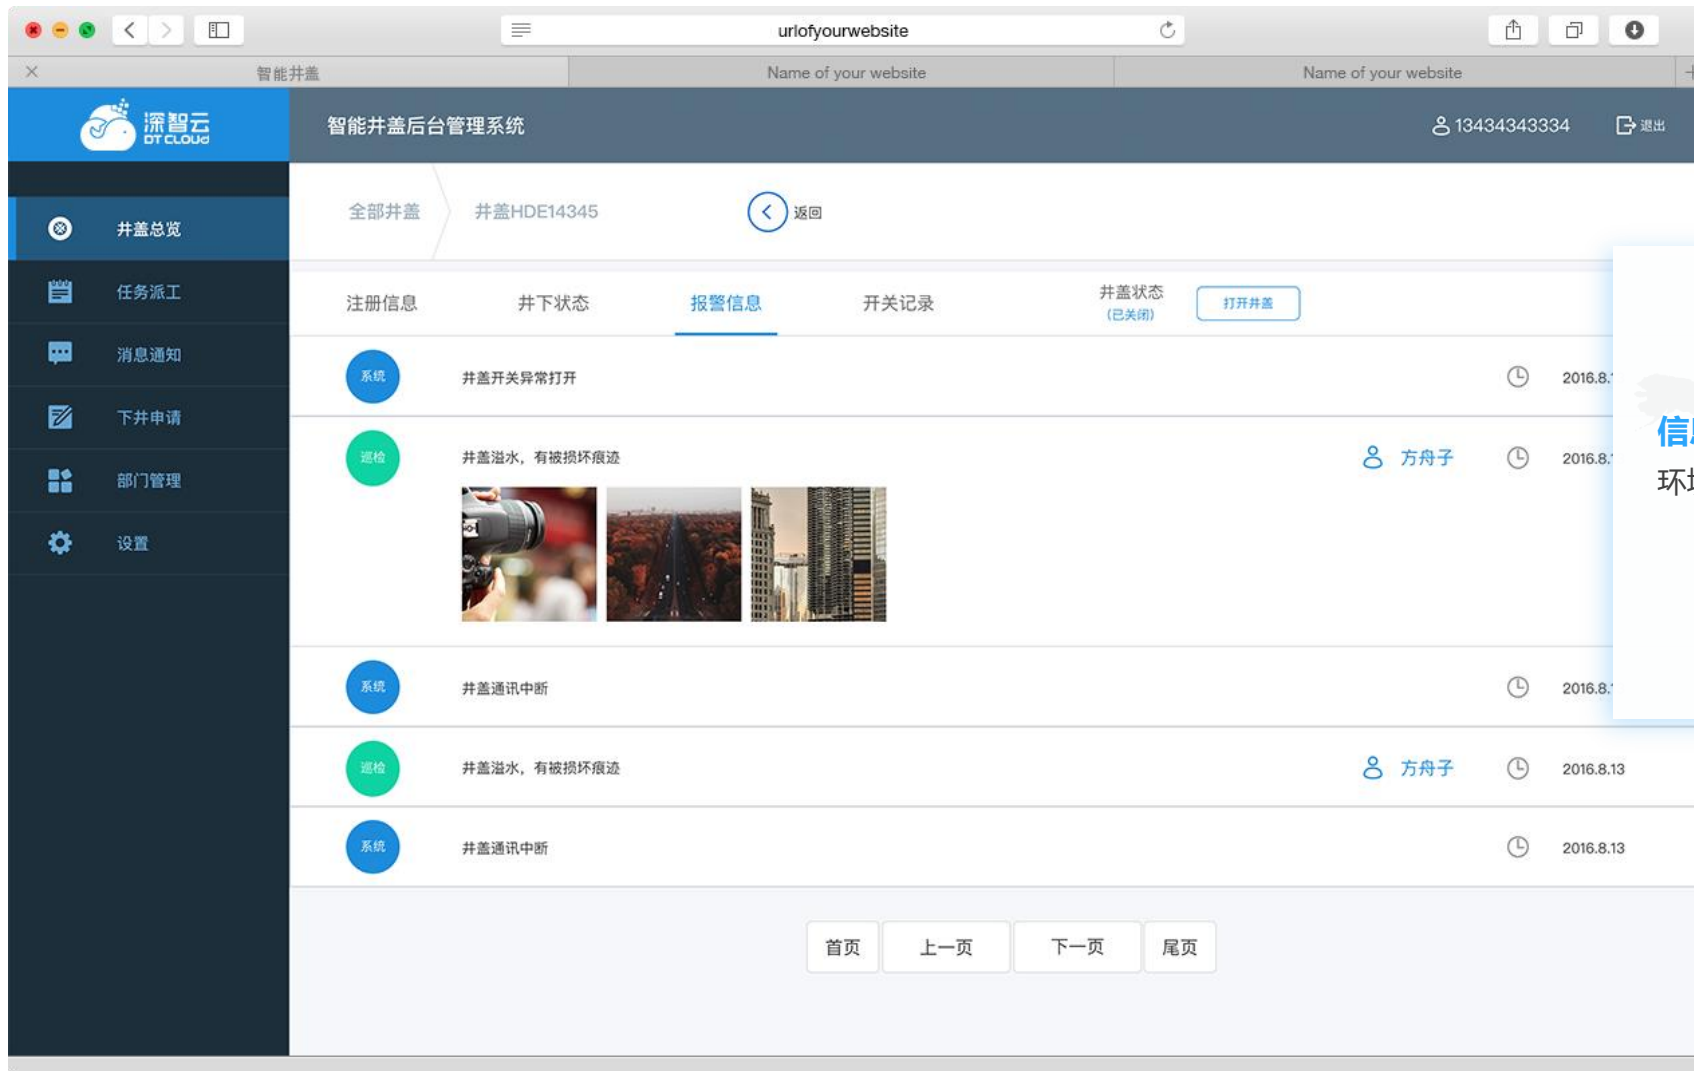 urlofyourwebsite
智能井盖
Name of your website
Name of your website
深智云
DT CLOUD
智能井盖后台管理系统
13434343334
退出
全部井盖
井盖HDE14345
返回
井盖总览
任务派工
消息通知
下井申请
部门管理
设置
注册信息
井下状态
报警信息
开关记录
井盖状态
(已关闭)
打开井盖
系统
井盖开关异常打开
2016.8.
巡检
井盖溢水，有被损坏痕迹
方舟子
2016.8.
信
环
系统
井盖通讯中断
2016.8.
巡检
井盖溢水，有被损坏痕迹
方舟子
2016.8.13
系统
井盖通讯中断
2016.8.13
首页
上一页
下一页
尾页